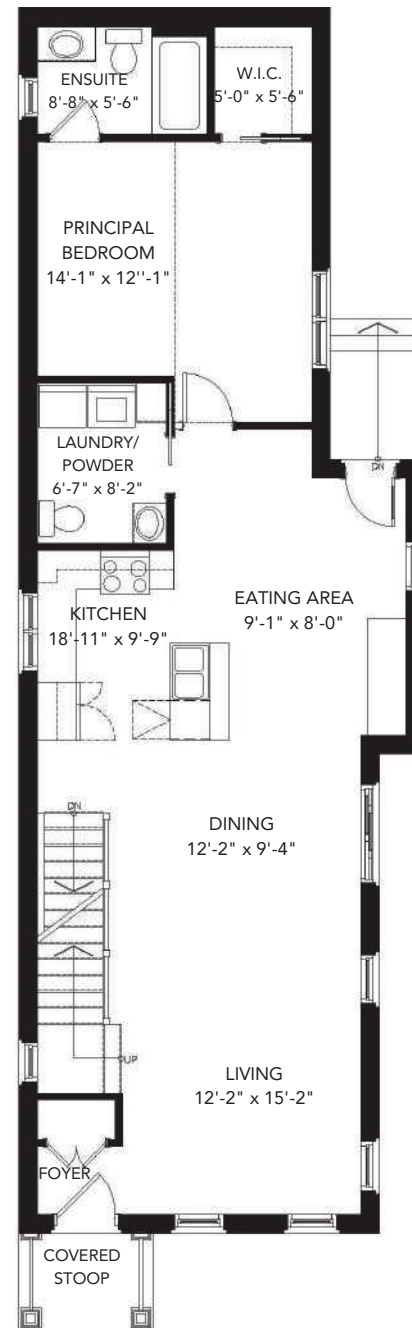 ENSUITE
8'-8" x 5'-6"
W.I.C.
5'-0" x 5'-6"
PRINCIPAL
BEDROOM
14'-1" x 12''-1"
DN
LAUNDRY/
POWDER
6'-7" x 8'-2"
KITCHEN
18'-11" x 9'-9"
EATING AREA
9'-1" x 8'-0"
DN
DINING
12'-2" x 9'-4"
UP
LIVING
12'-2" x 15'-2"
FOYER
COVERED
STOOP